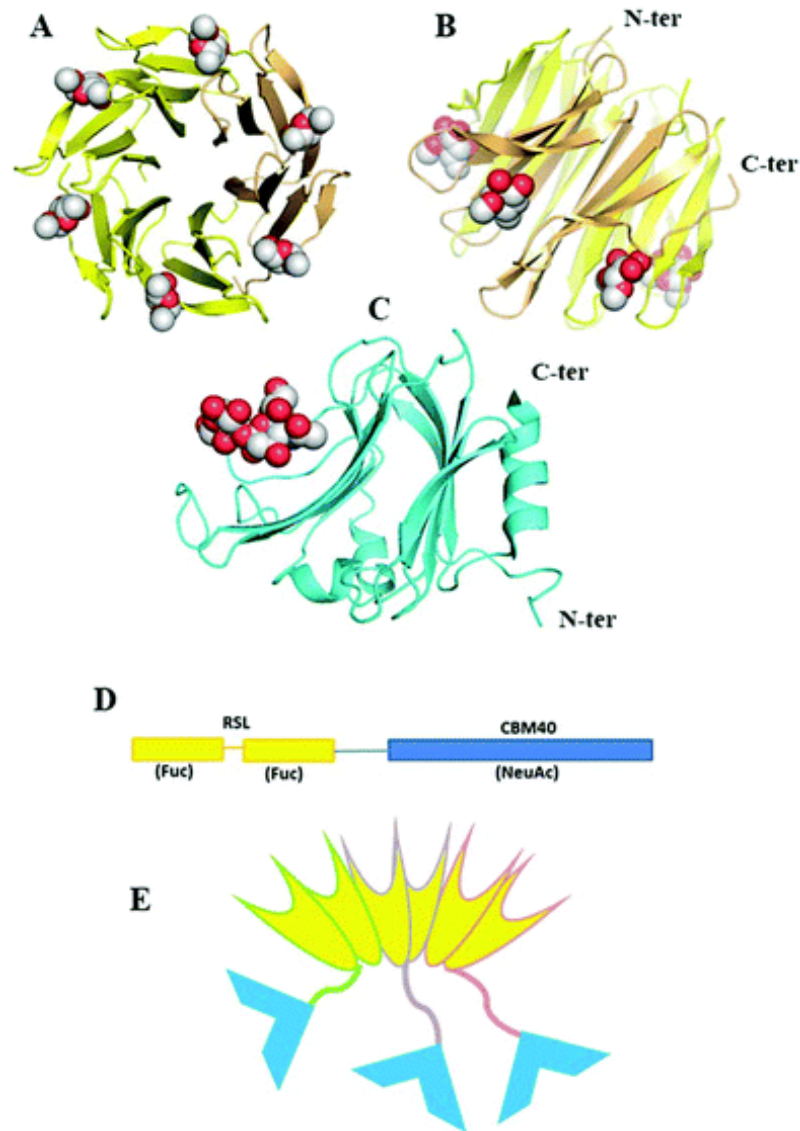 A
B
N-ter
C-ter
C
C-ter
N-ter
D
RSL
CBM40
(Fuc)
(Fuc)
(NeuAc)
E